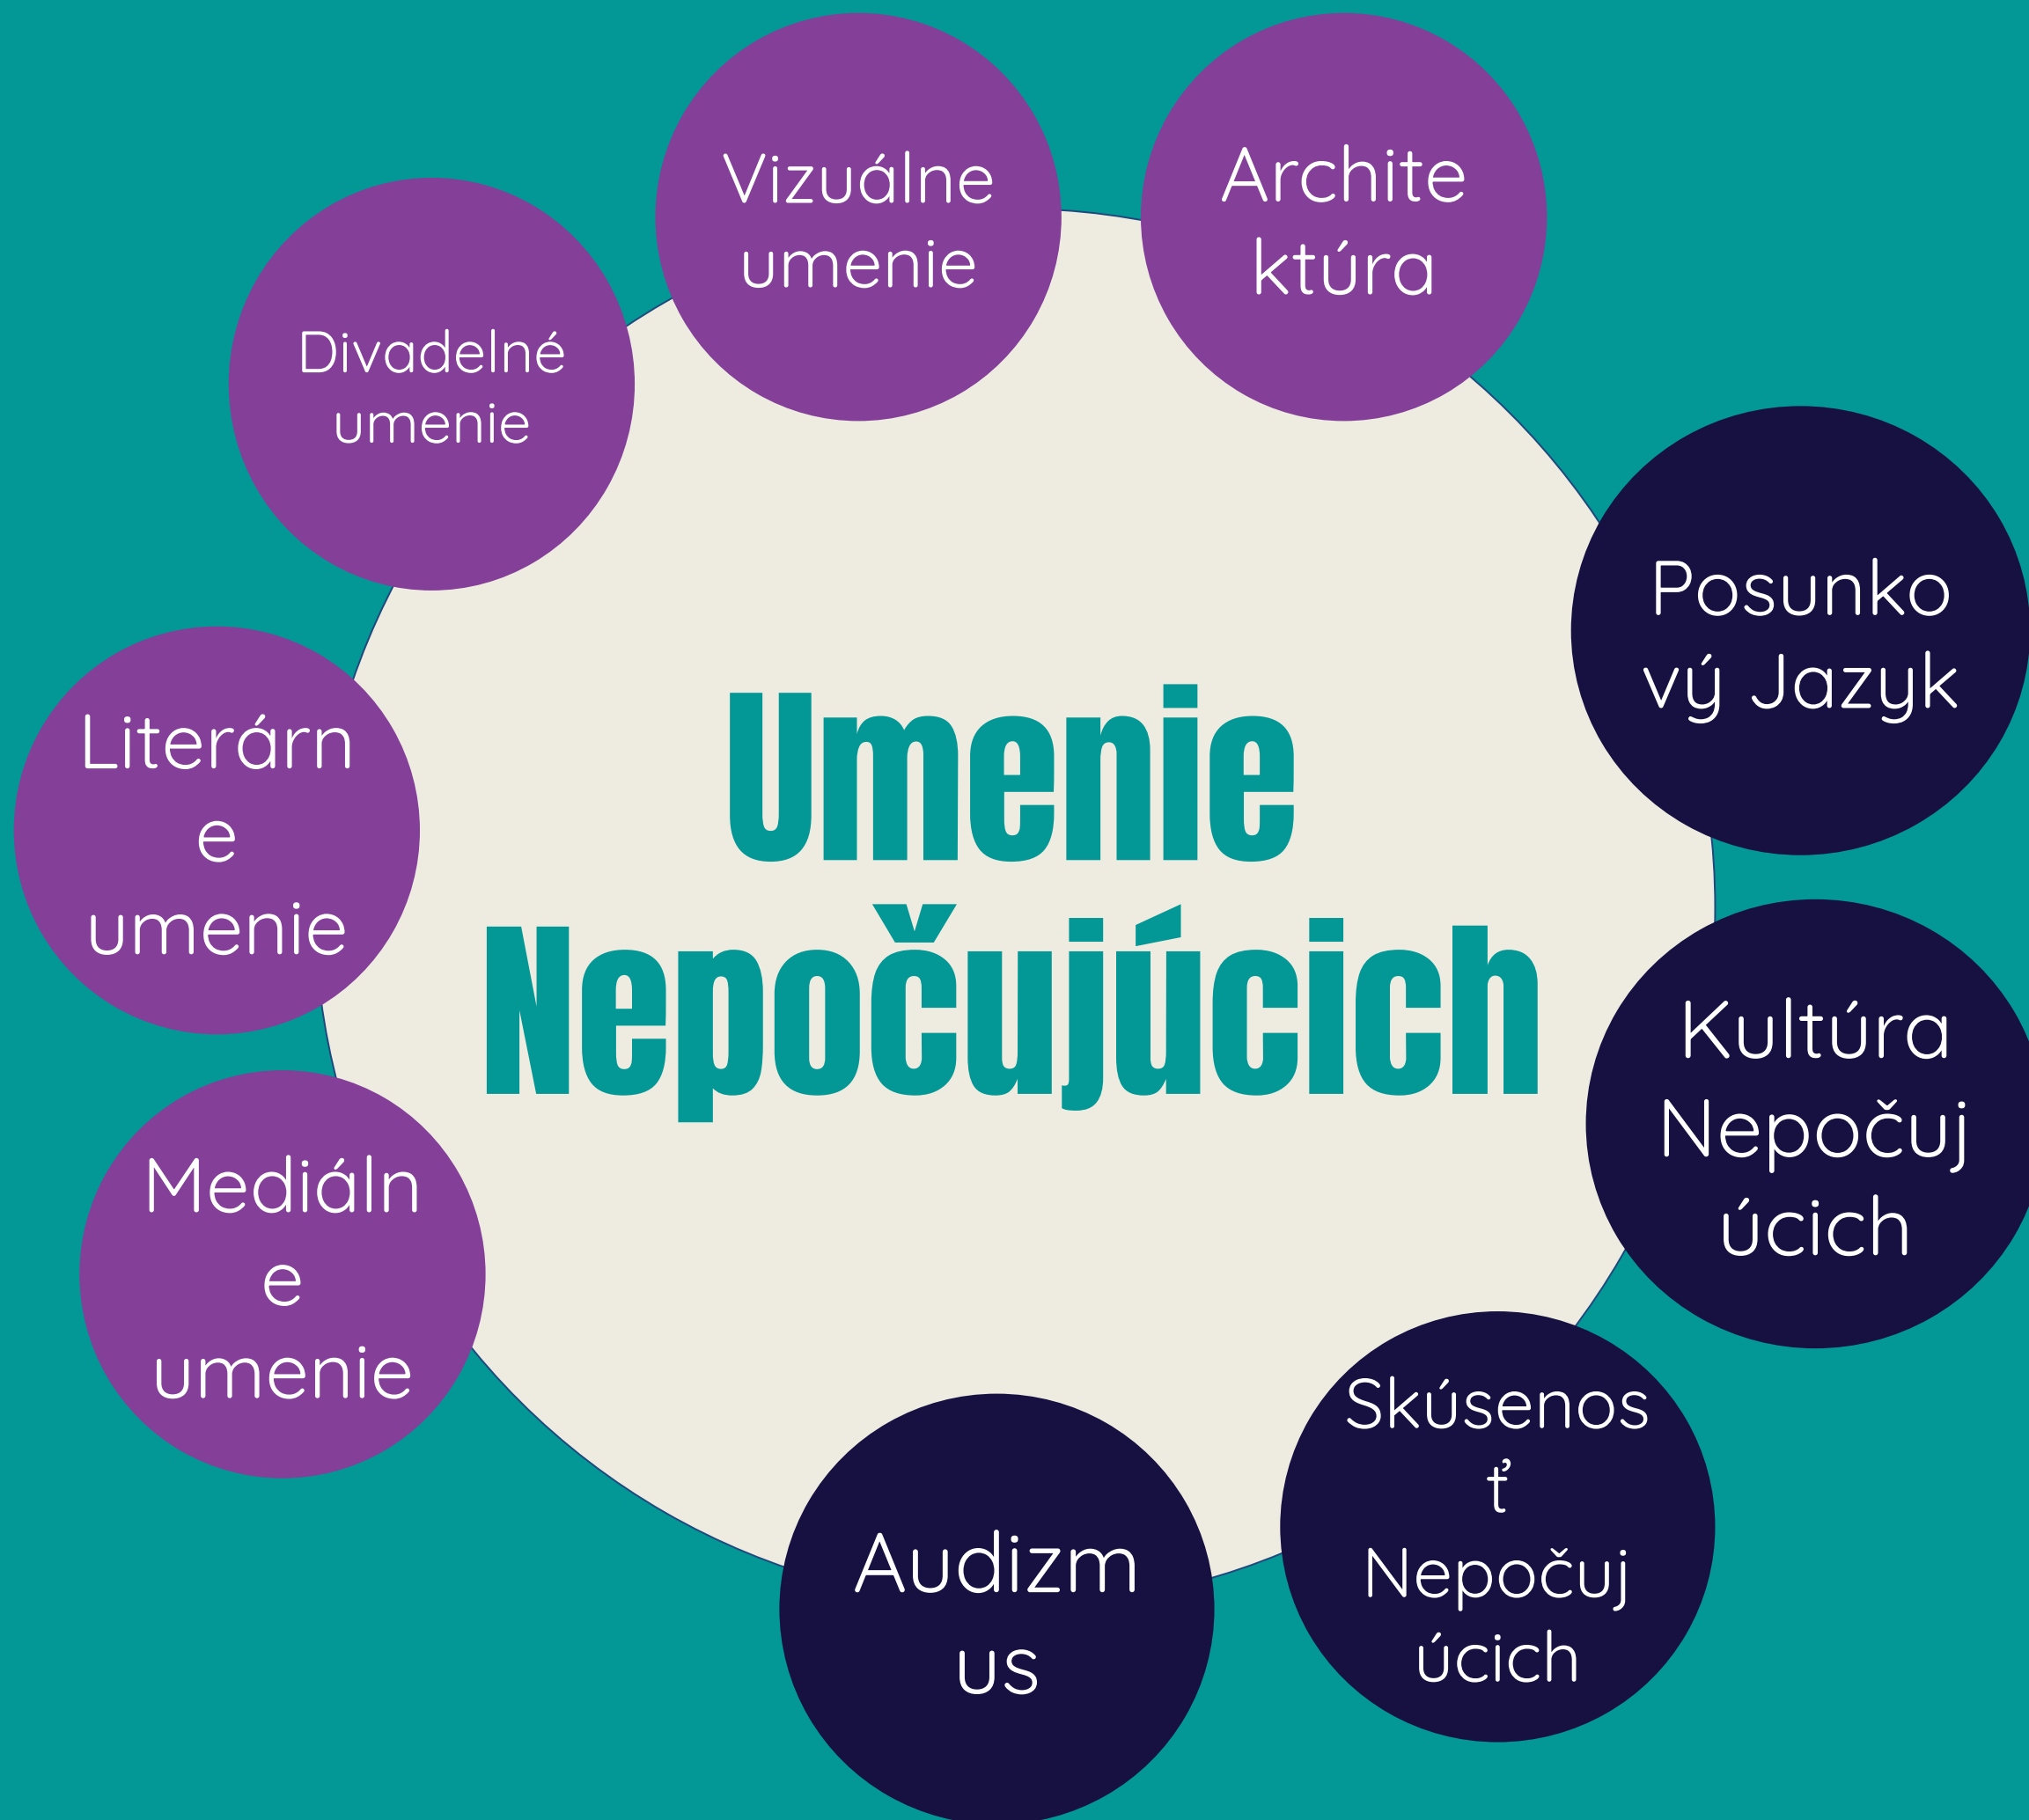 Vizuálne
umenie
Archite
ktúra
Divadelné
umenie
Posunko
vý Jazyk
Literárn
e
umenie
Umenie
Nepočujúcich
Kultúra
Nepočuj
úcich
Mediáln
e
umenie
Skúsenos
ť
Nepočuj
úcich
Audizm
us